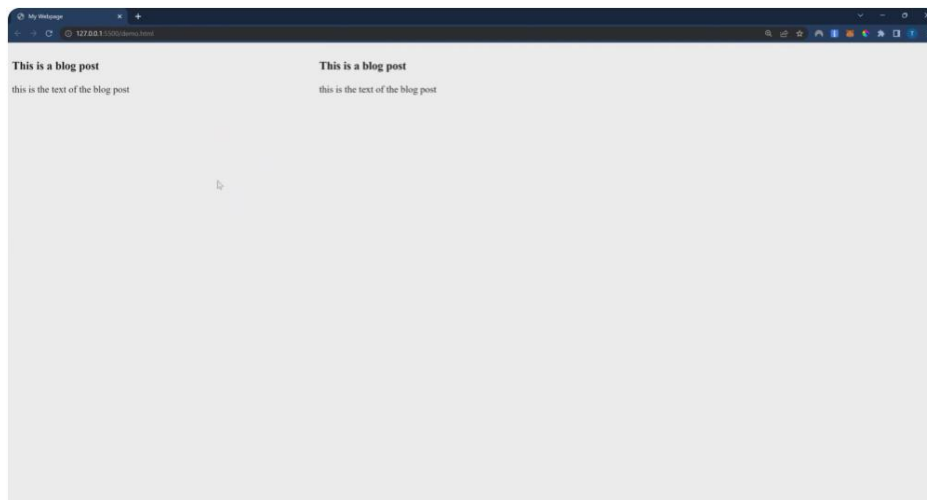 My Webpage
127.0.0.1:5500/demo.html
This is a blog post
this is the text of the blog post
This is a blog post
this is the text of the blog post